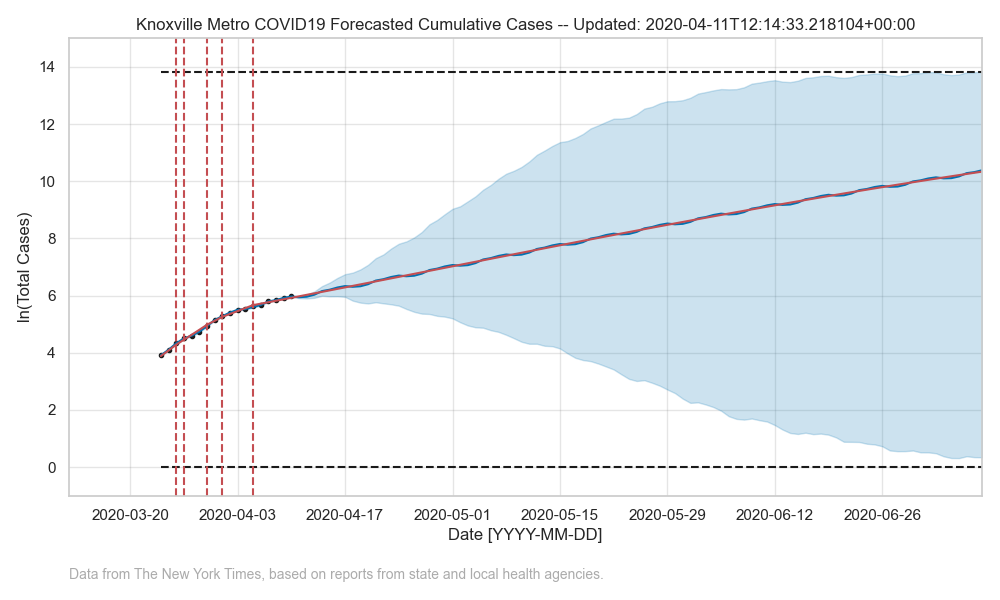 Knoxville Metro COVID19 Forecasted Cumulative Cases -- Updated: 2020-04-11T12:14:33.218104+00:00
ln(Total Cases)
14
12
10
8
6
4
2
0
2020-03-20 2020-04-03 2020-04-17 2020-05-01 2020-05-15 2020-05-29 2020-06-12 2020-06-26
Date [YYYY-MM-DD]
Data from The New York Times, based on reports from state and local health agencies.